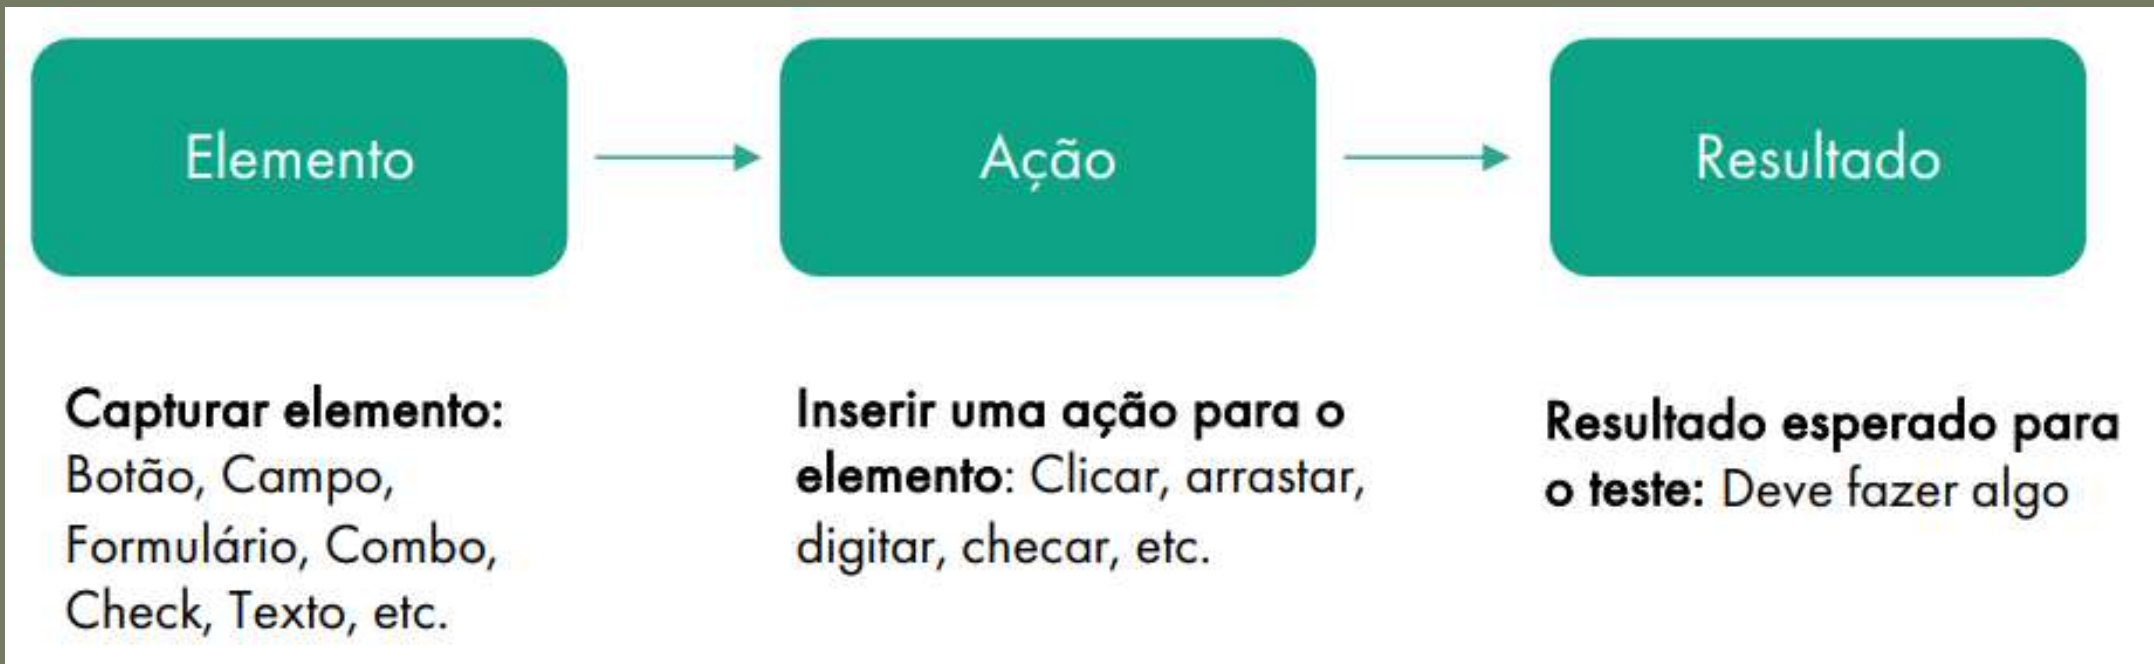 Elemento
Ação
Resultado
Capturar elemento:
Botão, Campo,
Formulário, Combo,
Check, Texto, etc.
Inserir uma ação para o
elemento: Clicar, arrastar,
digitar, checar, etc.
Resultado esperado para
o teste: Deve fazer algo